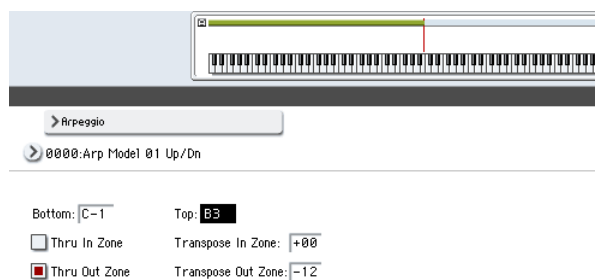 Arpeggio
0000:Arp Model 01 Up/Dn
Bottom: C-1 Top: B3
Thru In Zone Transpose In Zone: +00
Thru Out Zone Transpose Out Zone: -12